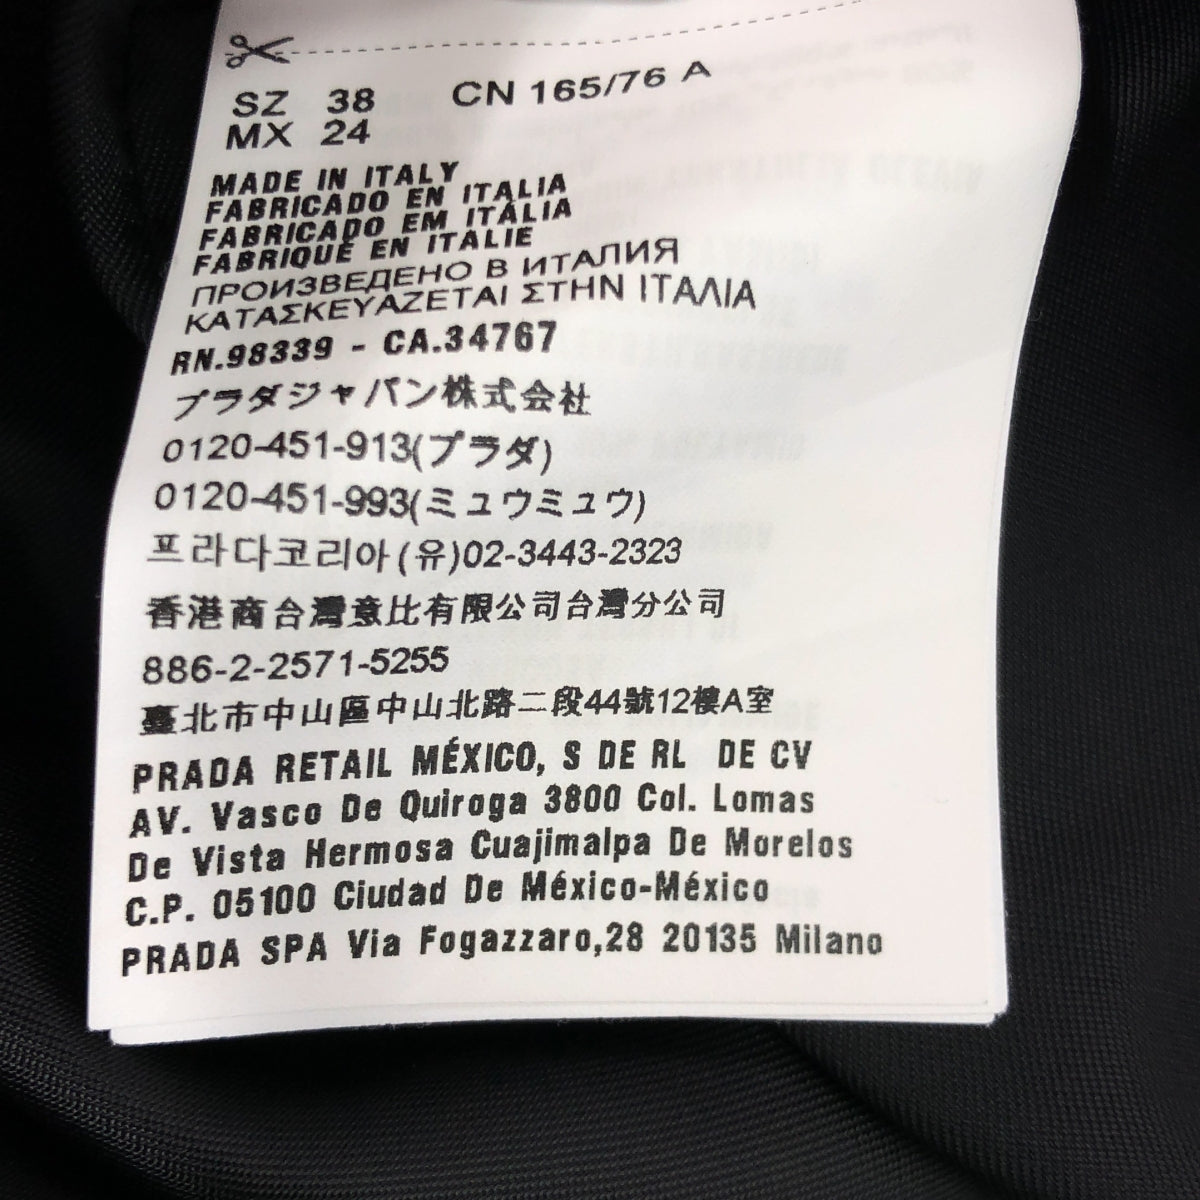 SZ 38 CN 165/76 A
MX 24
MADE IN ITALY
FABRICADO EN ITALIA
FABRICADO EM ITÁLIA
FABRIQUÉ EN ITALIE
ПРОИЗВЕДЕНО В ИТАЛИЯ
ΚΑΤΑΣΚΕΥΑΖΕΤΑΙ ΣΤΗΝ ΙΤΑΛΙΑ
RN.98339 - CA.34767
プラダジャパン株式会社
0120-451-913(プラダ)
0120-451-993(ミュウミュウ)
프라다코리아(유)02-3443-2323
香港商台灣意比有限公司台灣分公司
886-2-2571-5255
臺北市中山區中山北路二段44號12樓A室
PRADA RETAIL MÉXICO, S DE RL DE CV
AV. Vasco De Quiroga 3800 Col. Lomas
De Vista Hermosa Cuajimalpa De Morelos
C.P. 05100 Ciudad De México-México
PRADA SPA Via Fogazzaro,28 20135 Milano